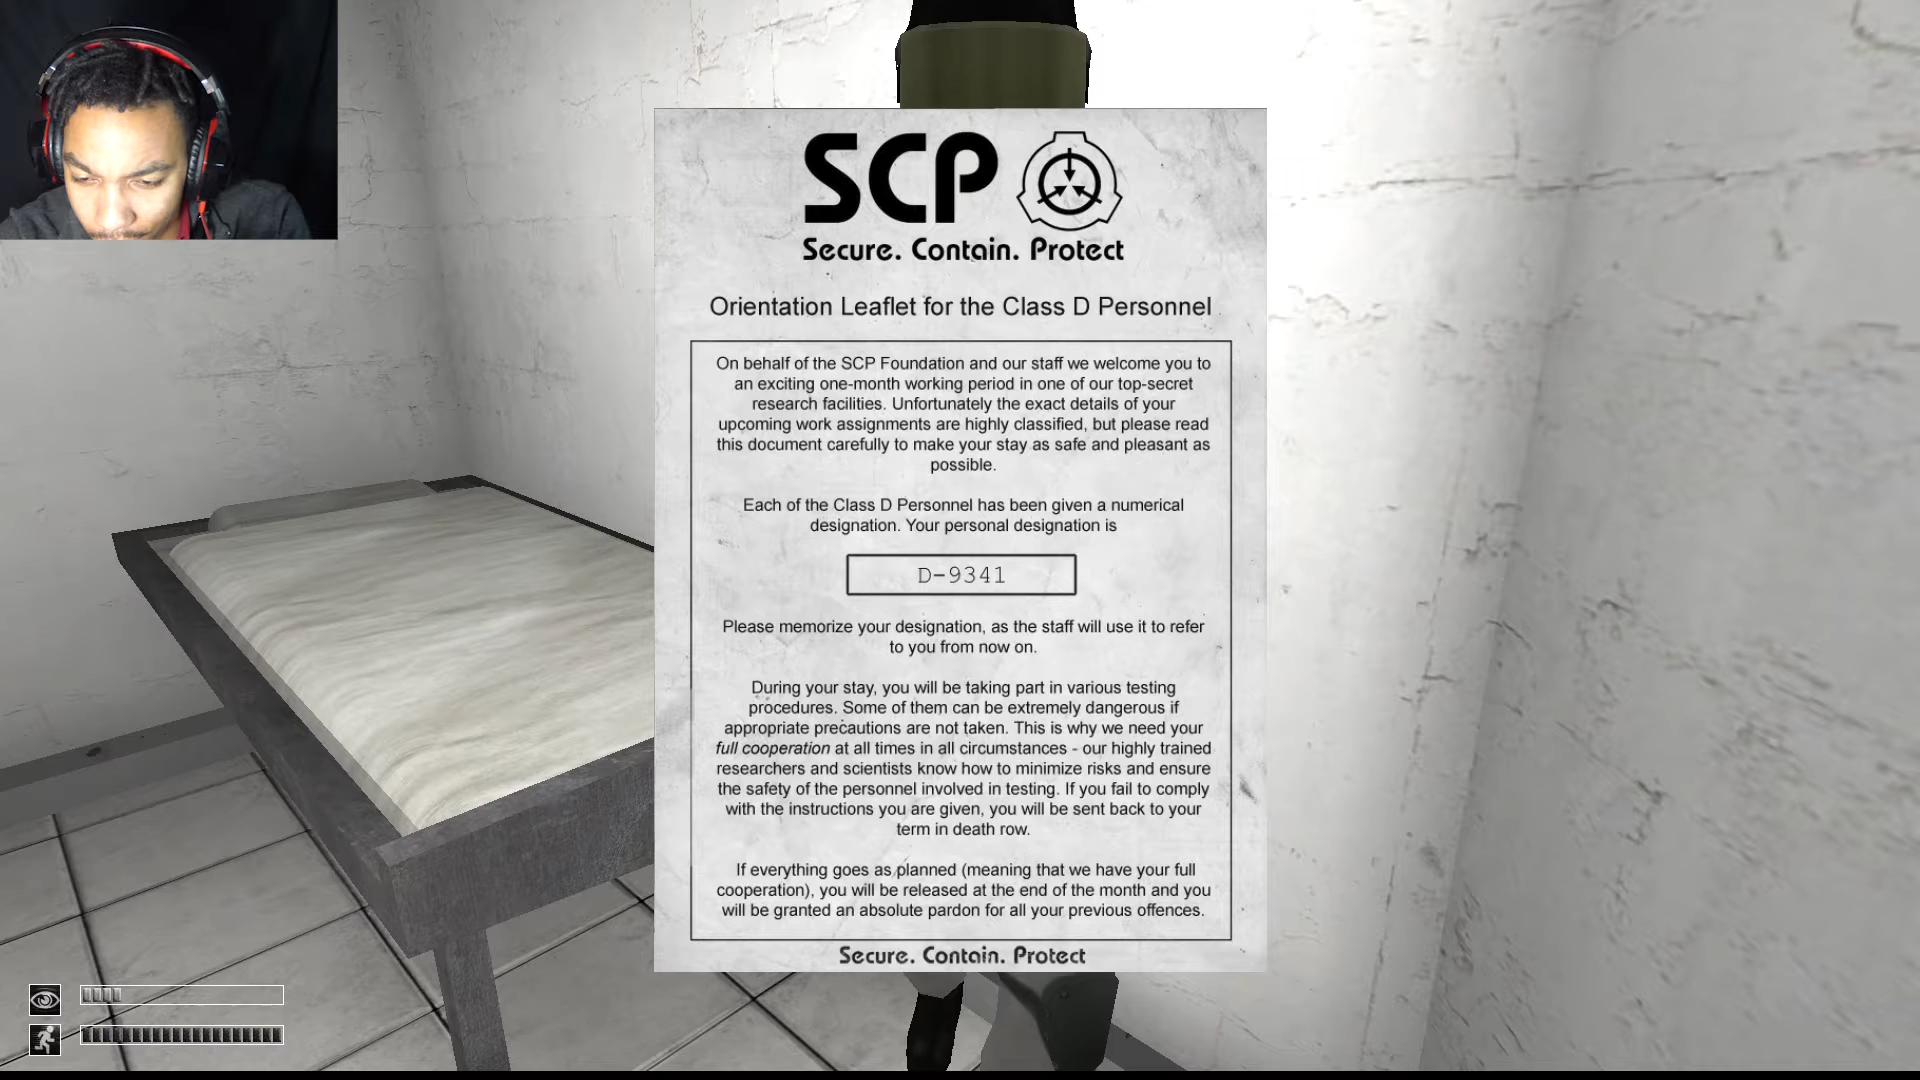 SCP
Secure. Contain. Protect
Orientation Leaflet for the Class D Personnel
On behalf of the SCP Foundation and our staff we welcome you to
an exciting one-month working period in one of our top-secret
research facilities. Unfortunately the exact details of your
upcoming work assignments are highly classified, but please read
this document carefully to make your stay as safe and pleasant as
possible.
Each of the Class D Personnel has been given a numerical
designation. Your personal designation is
D-9341
Please memorize your designation, as the staff will use it to refer
to you from now on.
During your stay, you will be taking part in various testing
procedures. Some of them can be extremely dangerous if
appropriate precautions are not taken. This is why we need your
full cooperation at all times in all circumstances - our highly trained
researchers and scientists know how to minimize risks and ensure
the safety of the personnel involved in testing. If you fail to comply
with the instructions you are given, you will be sent back to your
term in death row.
If everything goes as planned (meaning that we have your full
cooperation), you will be released at the end of the month and you
will be granted an absolute pardon for all your previous offences.
Secure. Contain. Protect